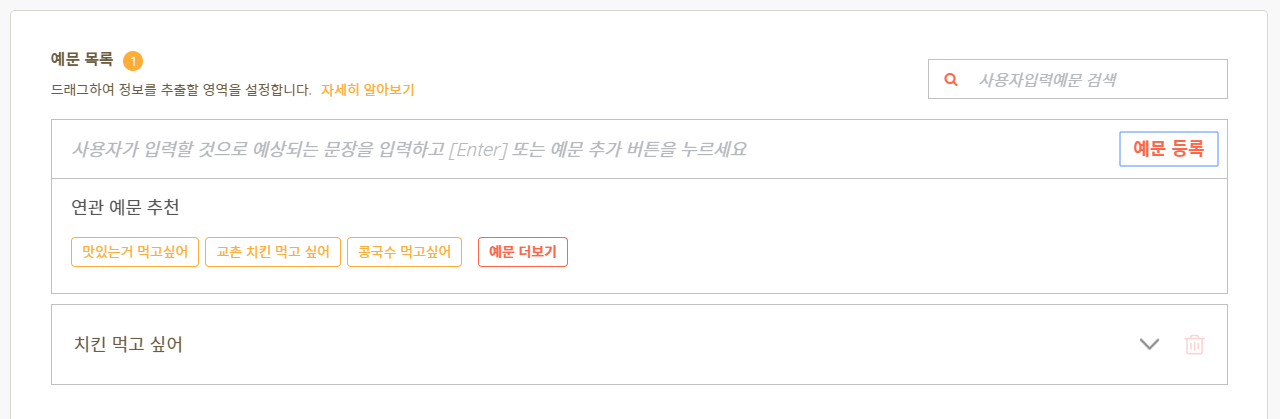 예문 목록 1
드래그하여 정보를 추출할 영역을 설정합니다. 자세히 알아보기
사용자입력예문 검색
사용자가 입력할 것으로 예상되는 문장을 입력하고 [Enter] 또는 예문 추가 버튼을 누르세요
예문 등록
연관 예문 추천
맛있는거 먹고싶어 교촌 치킨 먹고 싶어 콩국수 먹고싶어 예문 더보기
치킨 먹고 싶어